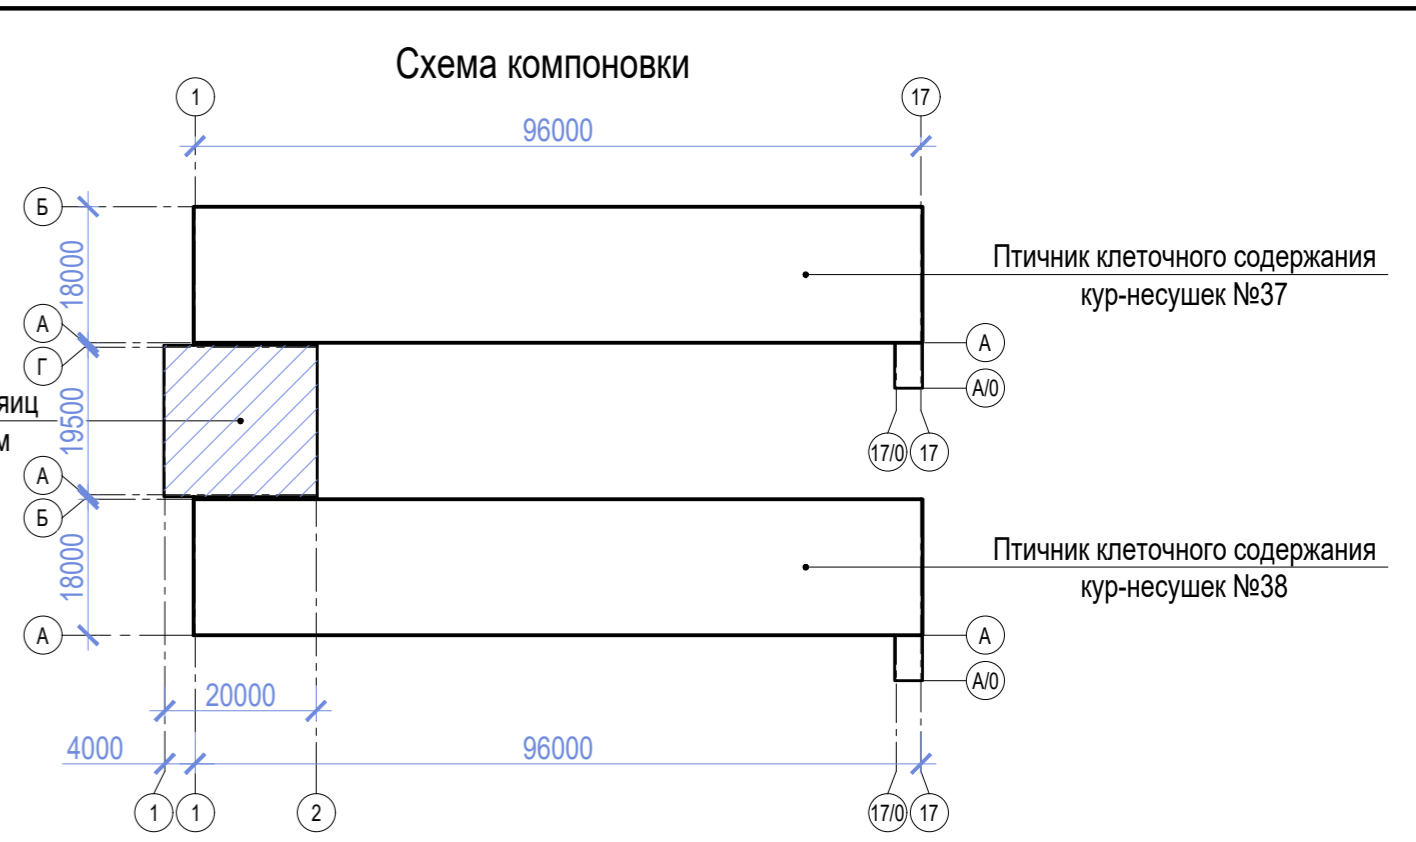 Схема компоновки
1
17
96000
Б
18000
Птичник клеточного содержания
кур-несушек №37
А
А
Г
А/0
19500
17/0
17
А
Б
18000
Птичник клеточного содержания
кур-несушек №38
А
А
А/0
20000
4000
96000
1
1
2
17/0
17